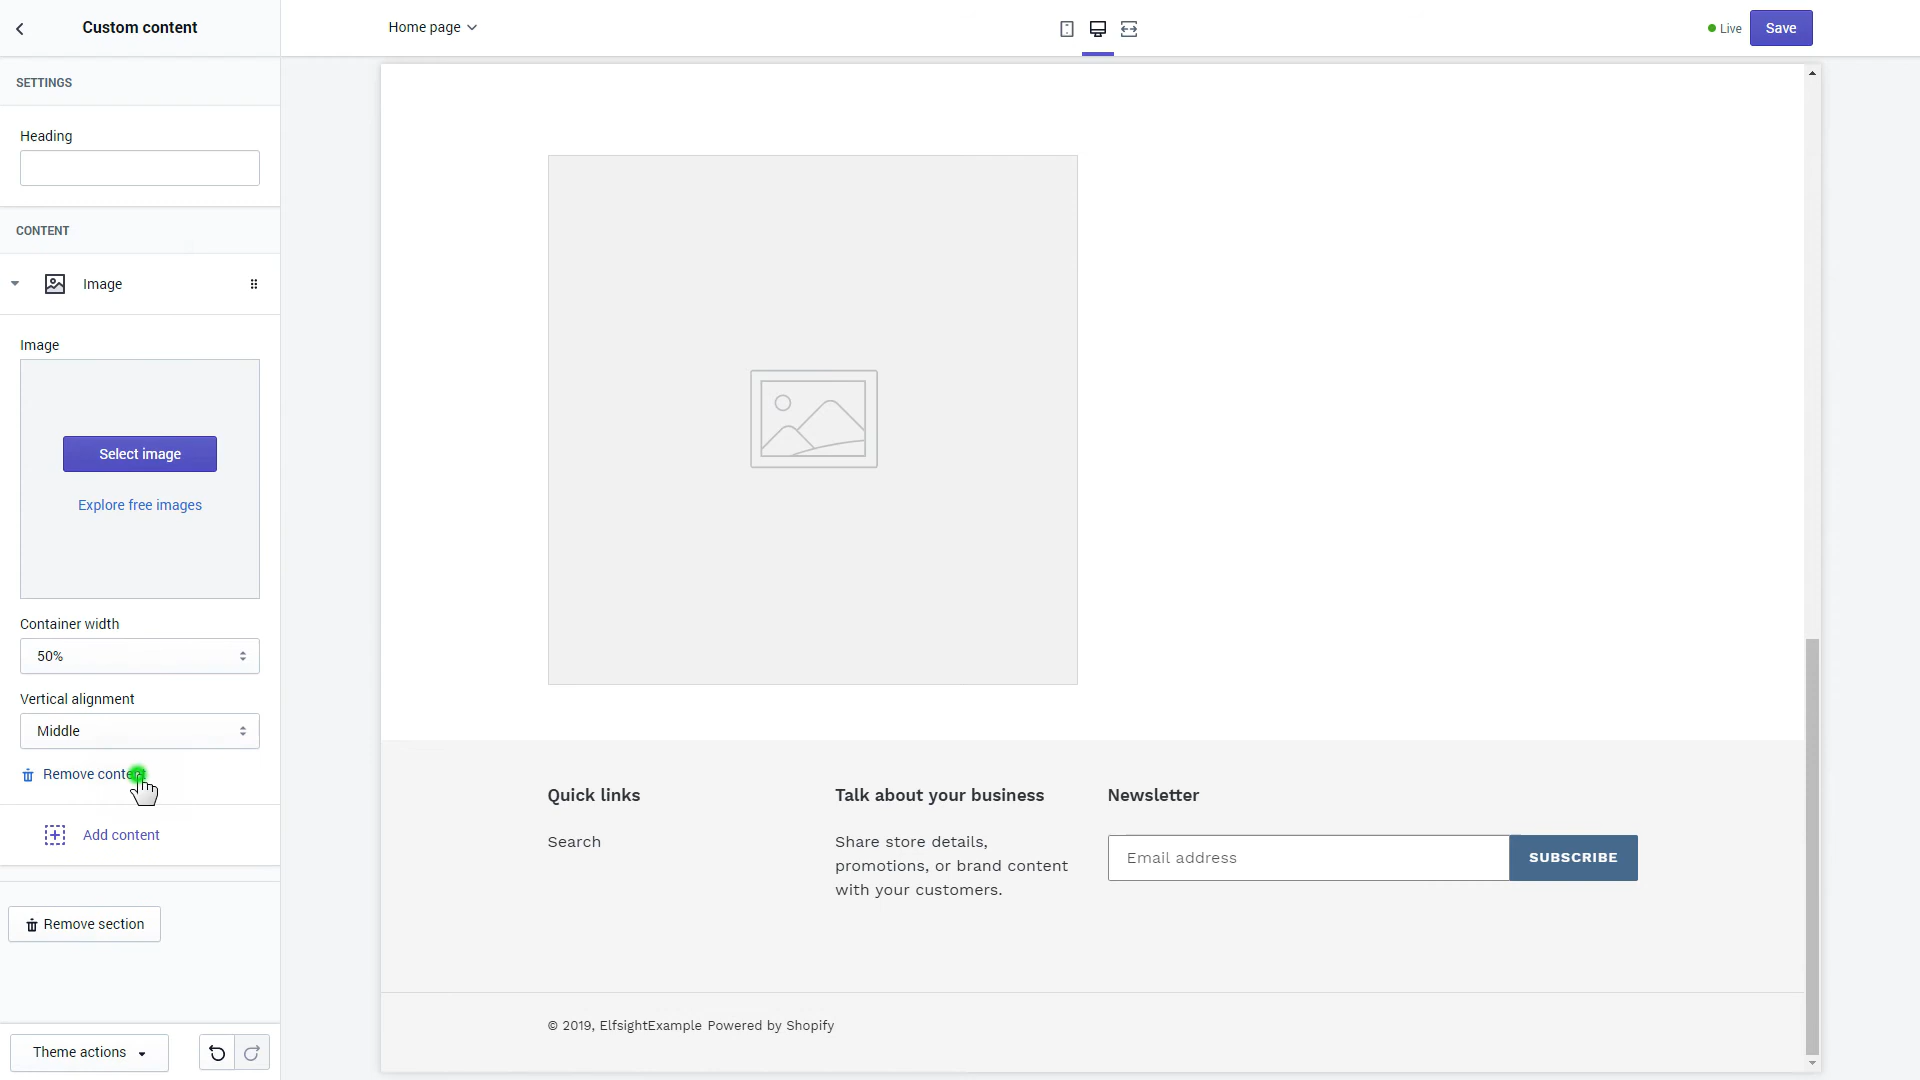 Custom content
Home page
Live
Save
SETTINGS
Heading
CONTENT
Image
Image
Select image
Explore free images
Container width
50%
Vertical alignment
Middle
Remove content
Add content
Remove section
Theme actions
Quick links
Search
Talk about your business
Share store details,
promotions, or brand content
with your customers.
Newsletter
Email address
SUBSCRIBE
© 2019, ElfsightExample Powered by Shopify